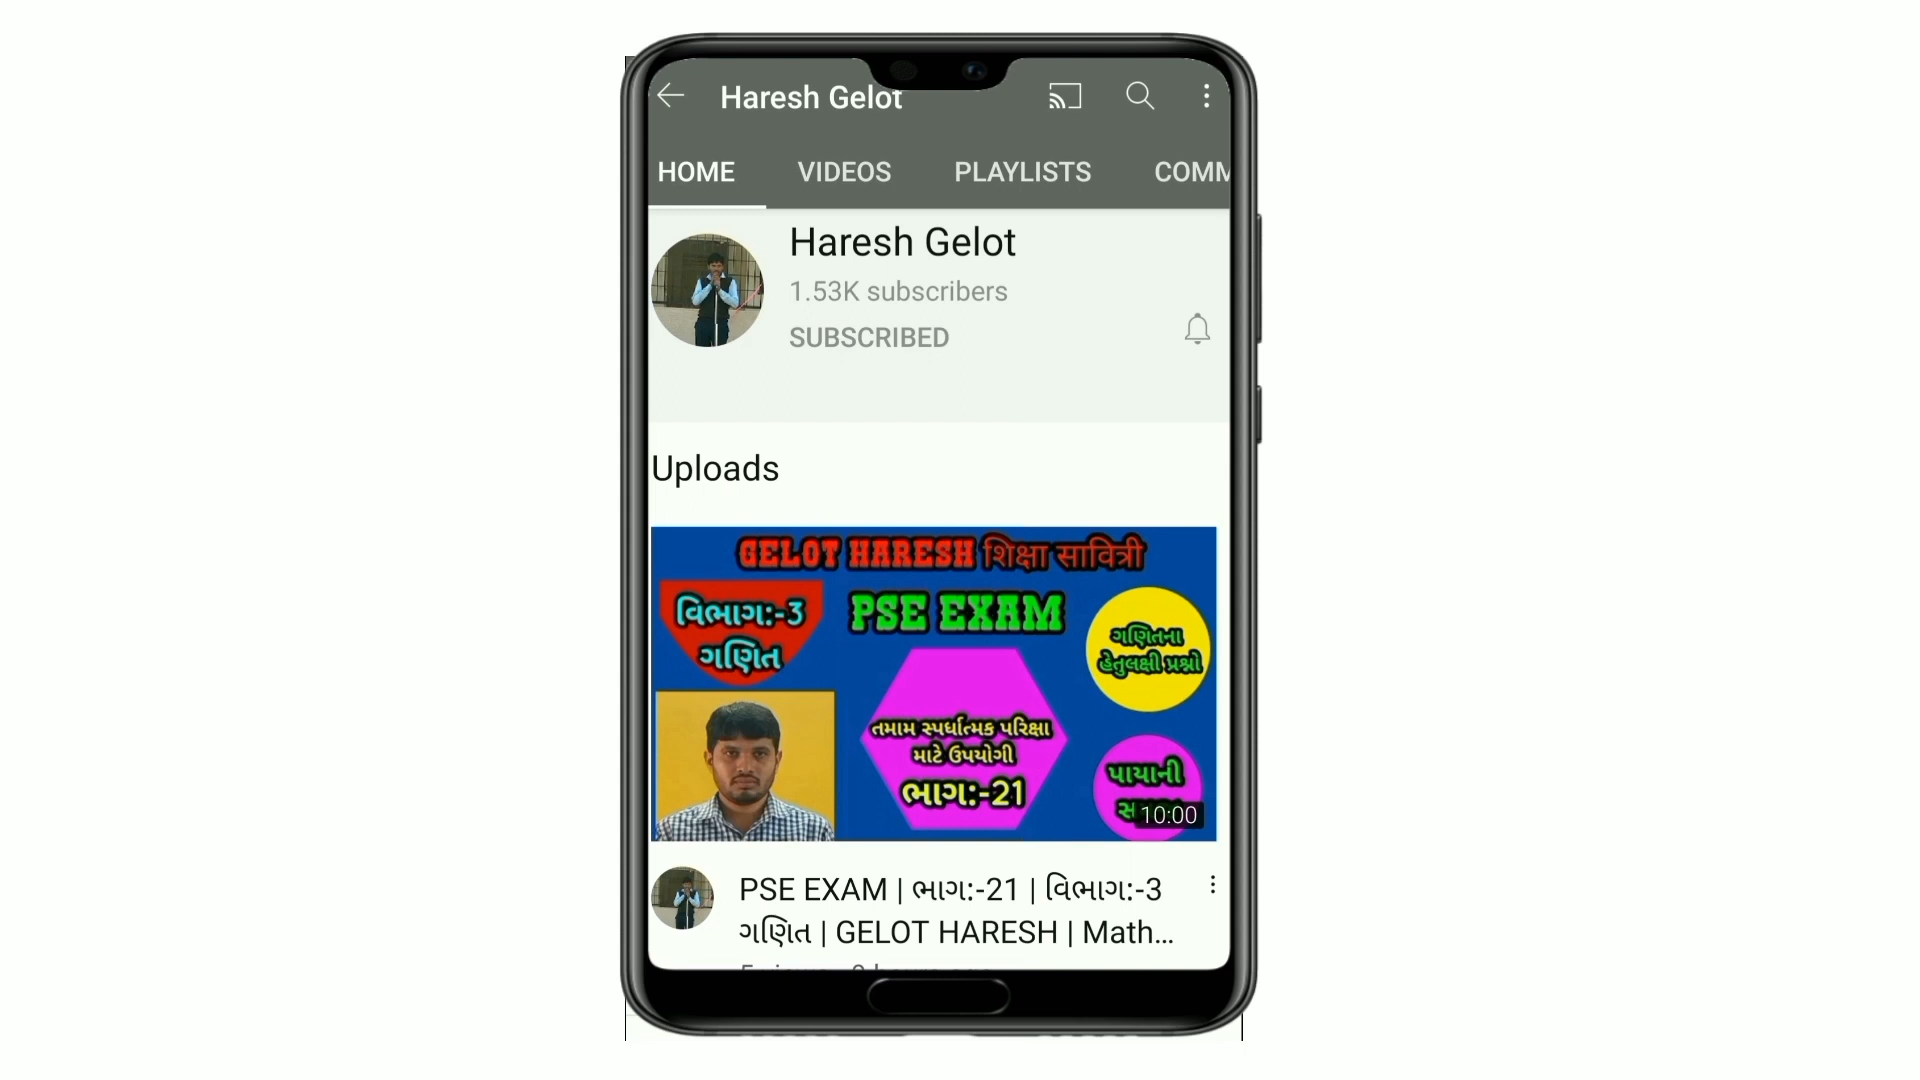 Haresh Gelot
HOME VIDEOS PLAYLISTS COMM
Haresh Gelot
1.53K subscribers
SUBSCRIBED
Uploads
GELOT HARESH શિક્ષા સાવિત્રી
વિભાગ:-3
ગણિત
PSE EXAM
ગણિતના
હેતુલક્ષી પ્રશ્નો
તમામ સ્પર્ધાત્મક પરિક્ષા
માટે ઉપયોગી
ભાગ:-21
પાયાની
10:00
PSE EXAM | ભાગ:-21 | વિભાગ:-3
ગણિત | GELOT HARESH | Math...